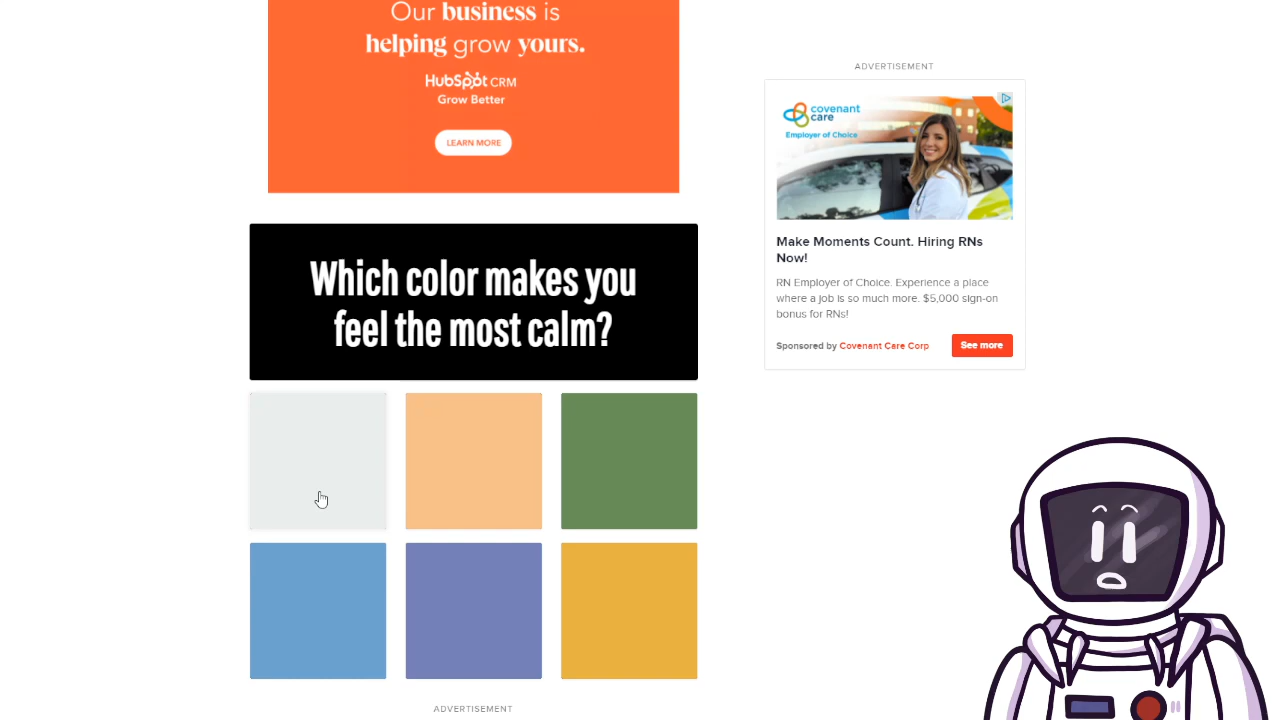 Our business is
helping grow yours.
HubSpot CRM
Grow Better
LEARN MORE
ADVERTISEMENT
covenant
care
Employer of Choice
Make Moments Count. Hiring RNs
Now!
RN Employer of Choice. Experience a place
where a job is so much more. $5,000 sign-on
bonus for RNs!
Sponsored by Covenant Care Corp
See more
Which color makes you
feel the most calm?
ADVERTISEMENT